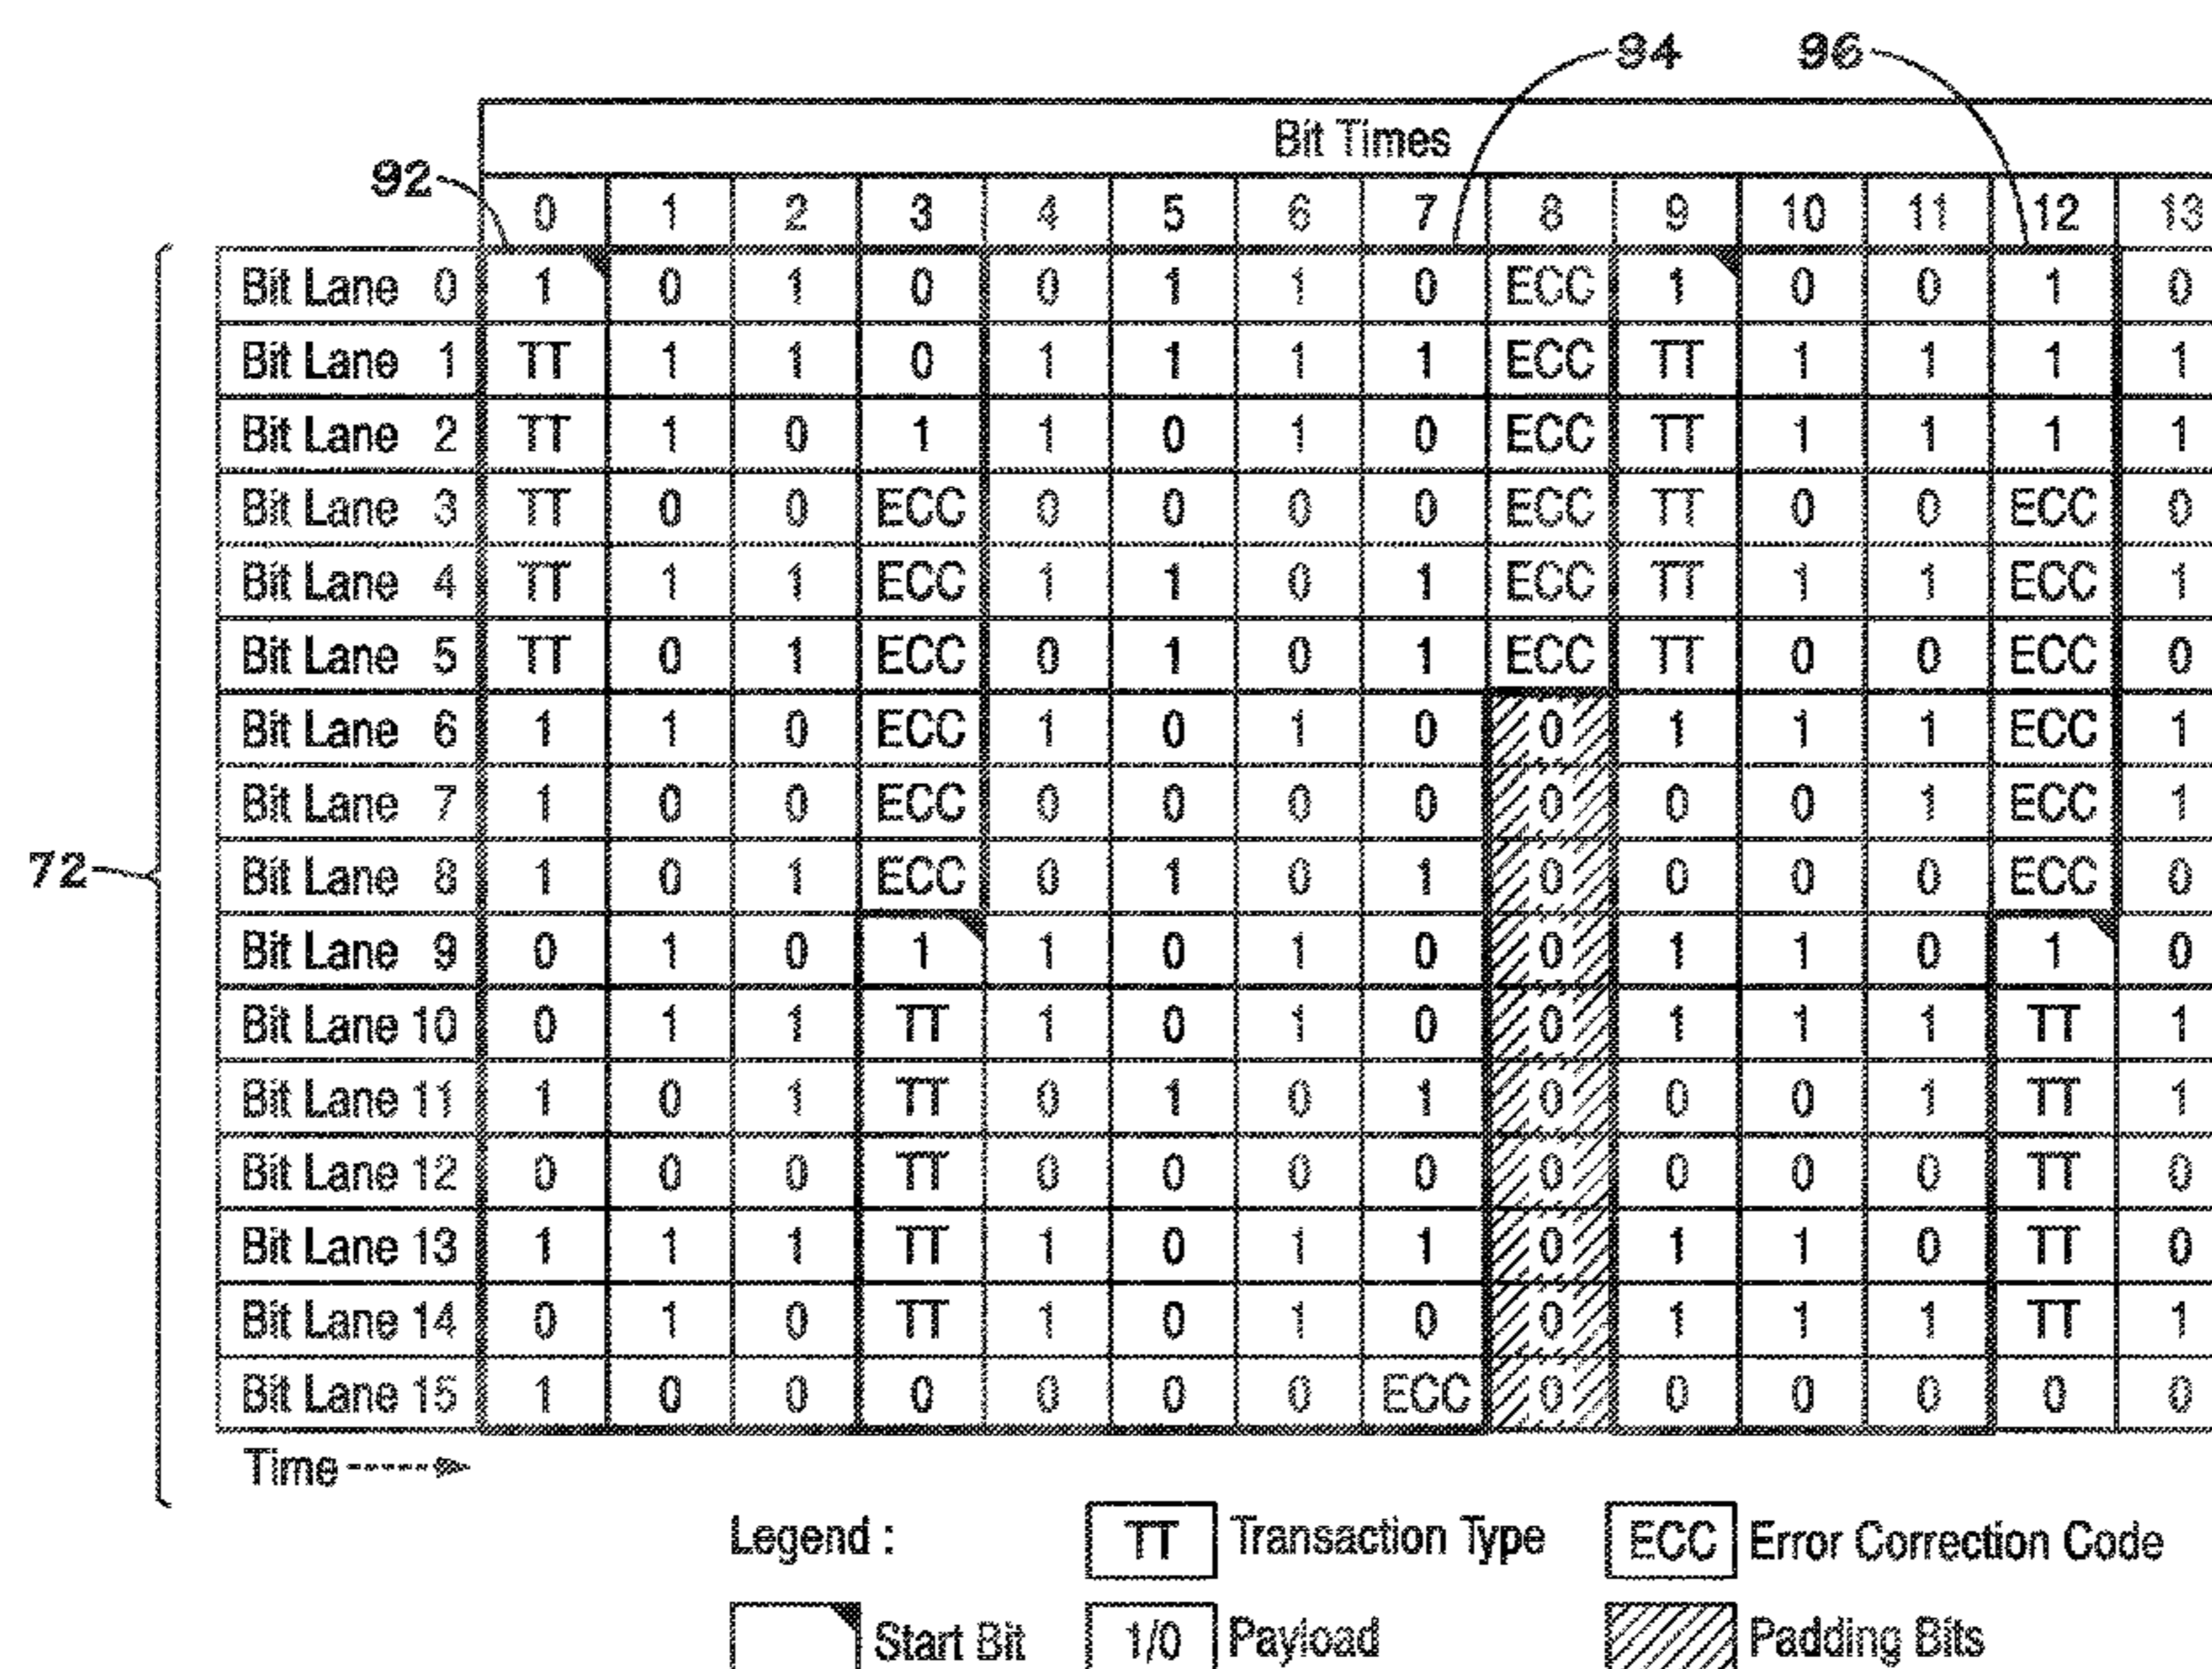 94 96
Bit Times
92
0 1 2 3 4 5 6 7 8 9 10 11 12 13
Bit Lane 0 1 0 1 0 0 1 1 0 ECC 1 0 0 1 0
Bit Lane 1 TT 1 1 0 1 1 1 1 ECC TT 1 1 1 1
Bit Lane 2 TT 1 0 1 1 0 1 0 ECC TT 1 1 1 1
Bit Lane 3 TT 0 0 ECC 0 0 0 0 ECC TT 0 0 ECC 0
Bit Lane 4 TT 1 1 ECC 1 1 0 1 ECC TT 1 1 ECC 1
Bit Lane 5 TT 0 1 ECC 0 1 0 1 ECC TT 0 0 ECC 0
Bit Lane 6 1 1 0 ECC 1 0 1 0 0 1 1 1 ECC 1
Bit Lane 7 1 0 0 ECC 0 0 0 0 0 0 0 1 ECC 1
72
Bit Lane 8 1 0 1 ECC 0 1 0 1 0 0 0 0 ECC 0
Bit Lane 9 0 1 0 1 1 0 1 0 0 1 1 0 1 0
Bit Lane 10 0 1 1 TT 1 0 1 0 0 1 1 1 TT 1
Bit Lane 11 1 0 1 TT 0 1 0 1 0 0 0 1 TT 1
Bit Lane 12 0 0 0 TT 0 0 0 0 0 0 0 0 TT 0
Bit Lane 13 1 1 1 TT 1 0 1 1 0 1 1 0 TT 0
Bit Lane 14 0 1 0 TT 1 0 1 0 0 1 1 1 TT 1
Bit Lane 15 1 0 0 0 0 0 0 ECC 0 0 0 0 0 0
Time
Legend : TT Transaction Type ECC Error Correction Code
Start Bit 1/0 Payload Padding Bits